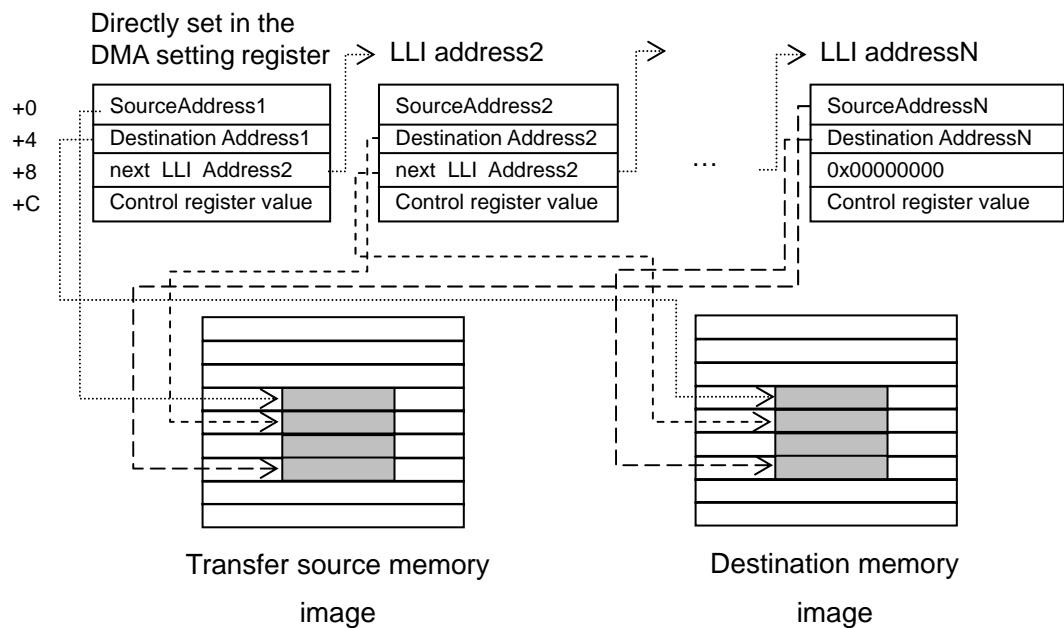 Directly set in the
DMA setting register
LLI address2
LLI addressN
+0
SourceAddress1
SourceAddress2
SourceAddressN
+4
Destination Address1
Destination Address2
Destination AddressN
+8
next LLI Address2
next LLI Address2
...
0x00000000
+C
Control register value
Control register value
Control register value
Transfer source memory
image
Destination memory
image